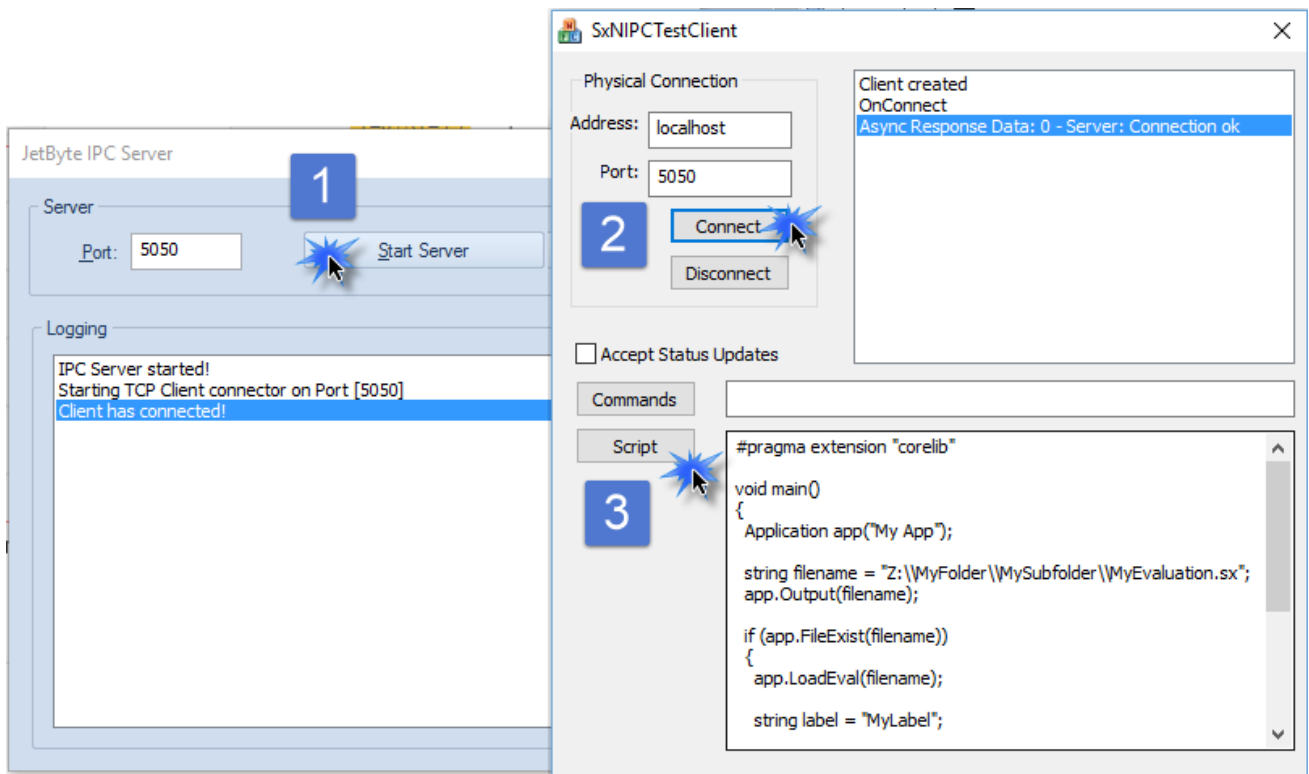 JetByte IPC Server
1
Server
Port:
5050
Start Server
Logging
IPC Server started!
Starting TCP Client connector on Port [5050]
Client has connected!
SxNIPCTestClient
Physical Connection
Address:
localhost
Port:
5050
2
Connect
Disconnect
Client created
OnConnect
Async Response Data: 0 - Server: Connection ok
Accept Status Updates
Commands
Script
3
#pragma extension "corelib"
void main()
{
Application app("My App");
string filename = "Z:\\MyFolder\\MySubfolder\\MyEvaluation.sx";
app.Output(filename);
if (app.FileExist(filename))
{
app.LoadEval(filename);
string label = "MyLabel";